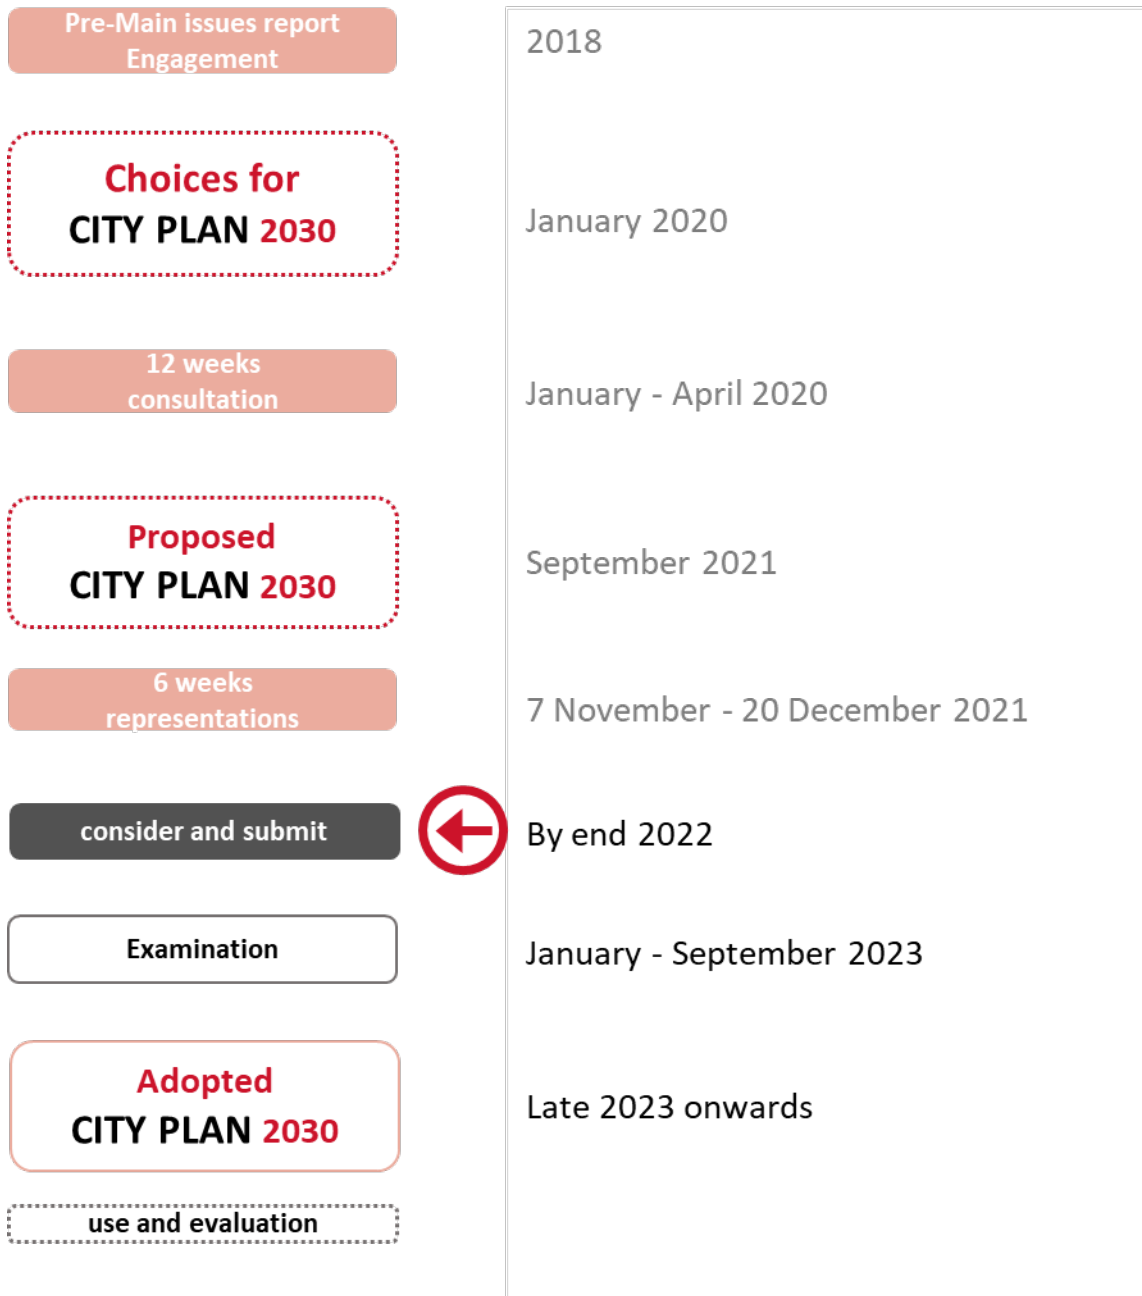 Pre-Main issues report
Engagement
2018
Choices for
CITY PLAN 2030
January 2020
12 weeks
consultation
January - April 2020
Proposed
CITY PLAN 2030
September 2021
6 weeks
representations
7 November - 20 December 2021
consider and submit
By end 2022
Examination
January - September 2023
Adopted
CITY PLAN 2030
Late 2023 onwards
use and evaluation